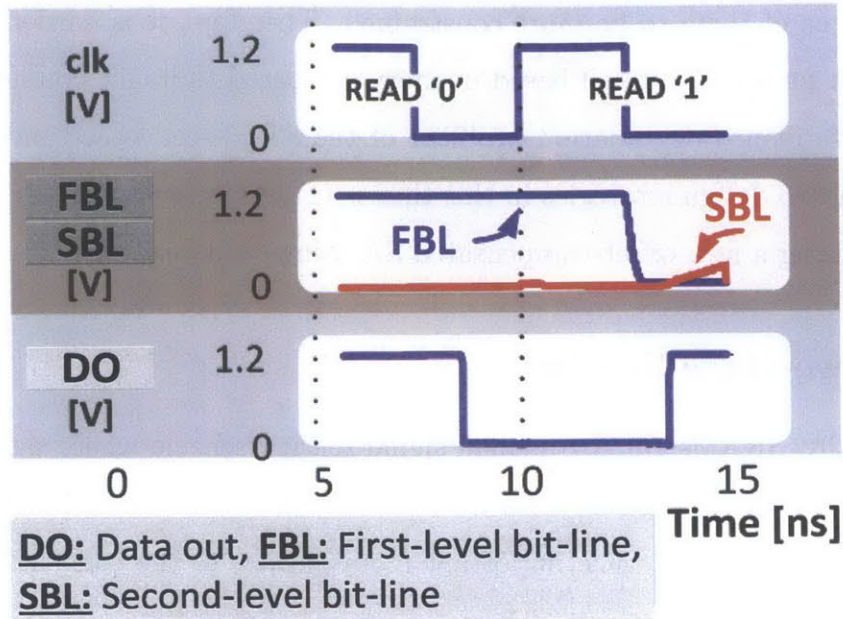 clk
[V]
1.2
0
READ '0'
READ '1'
FBL
SBL
[V]
1.2
0
FBL
SBL
DO
[V]
1.2
0
0
5
10
15
Time [ns]
DO: Data out, FBL: First-level bit-line,
SBL: Second-level bit-line